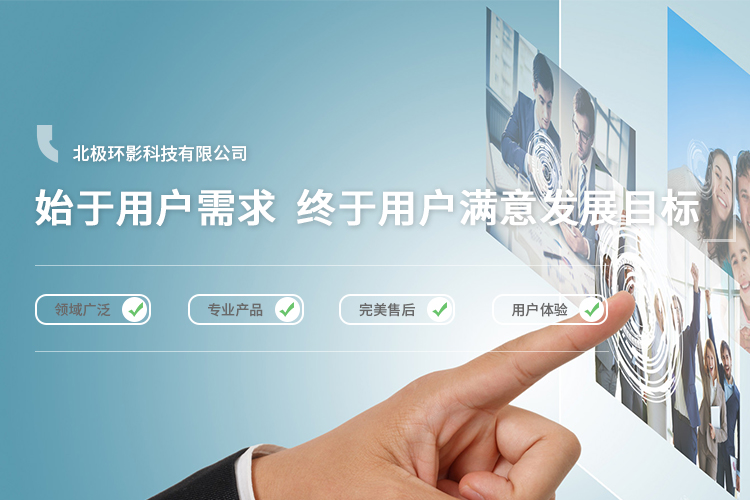 北极环影科技有限公司
始于用户需求 终于用户满意发展目标
领域广泛 专业产品 完美售后 用户体验